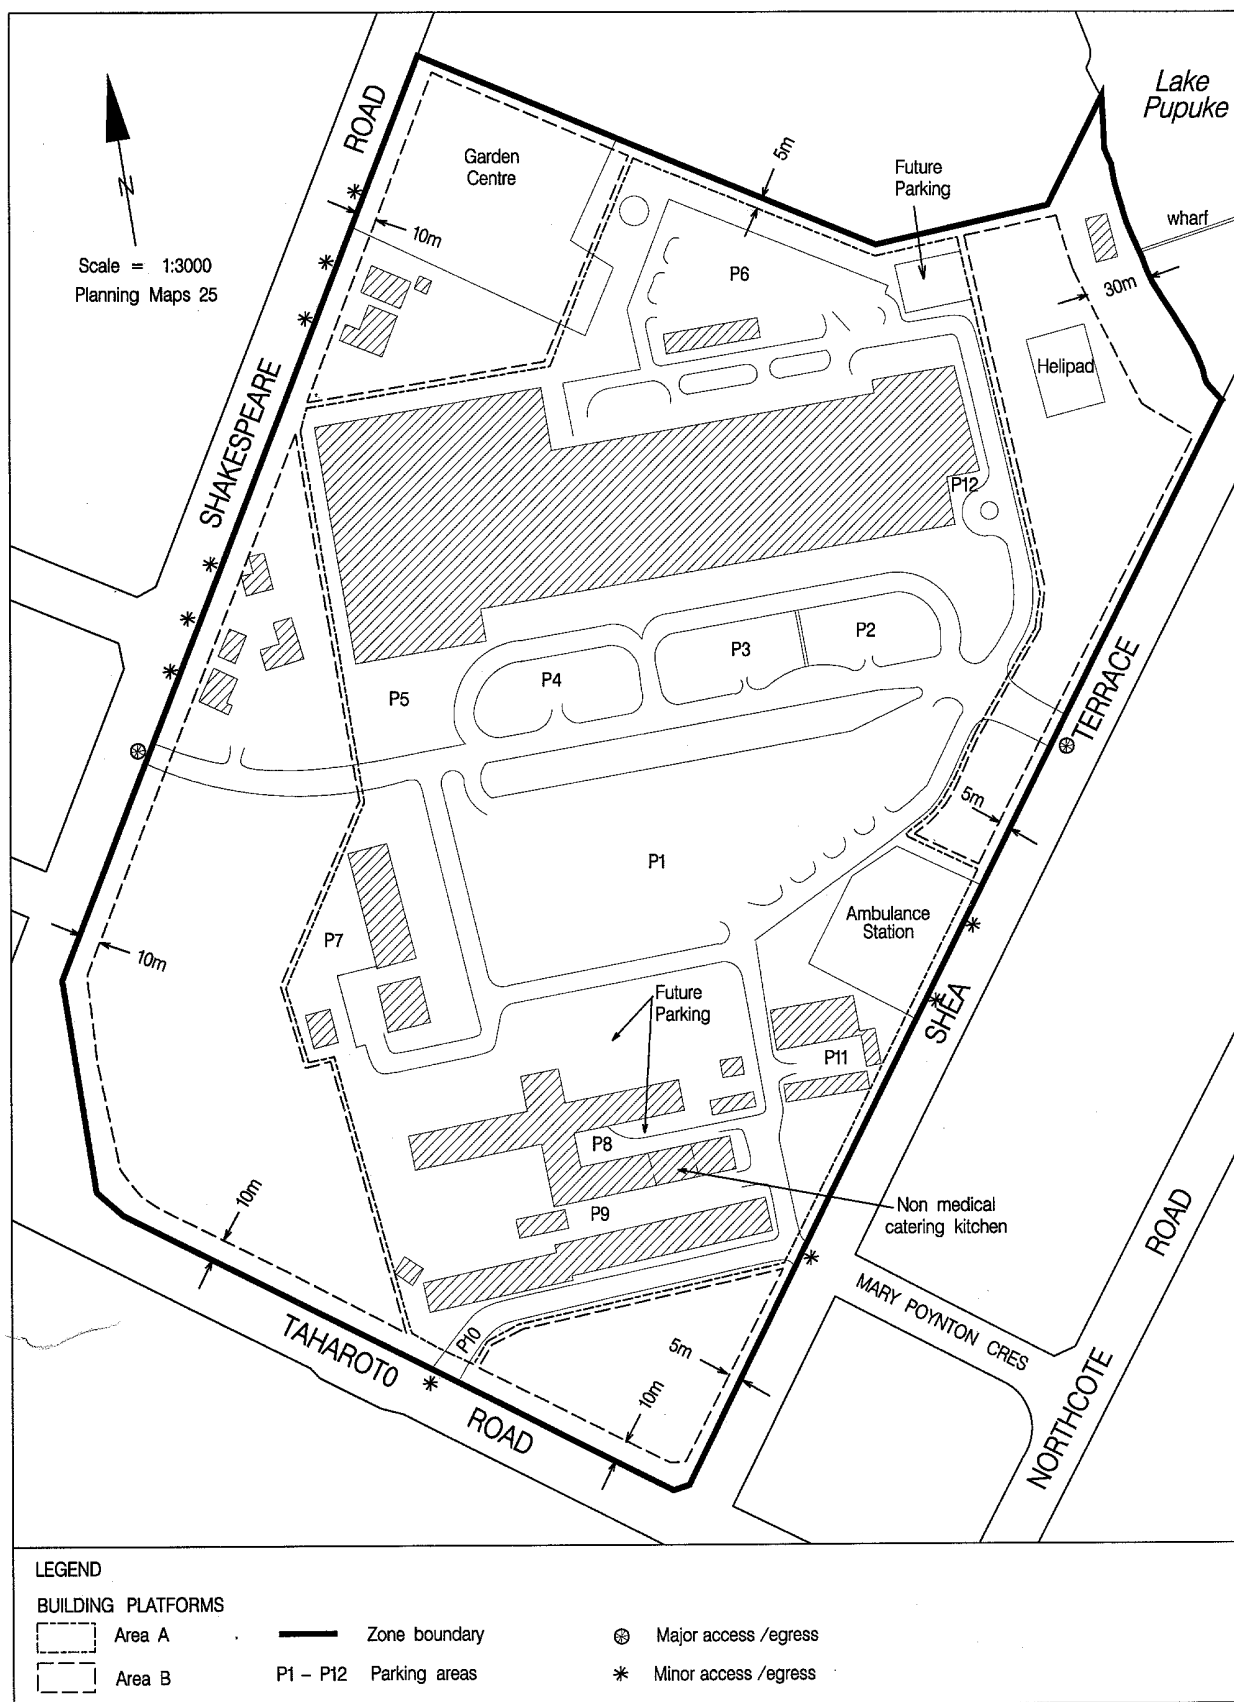 Lake
Pupuke
ROAD
5m
Garden
Centre
Future
Parking
N
wharf
10m
Scale = 1:3000
Planning Maps 25
P6
30m
Helipad
SHAKESPEARE
P12
P2
P3
P4
P5
TERRACE
5m
P1
Ambulance
Station
P7
10m
Future
Parking
SHEA
P11
P8
10m
Non medical
catering kitchen
P9
ROAD
MARY POYNTON CRES
TAHAROTO
P10
5m
10m
ROAD
NORTHCOTE
LEGEND
BUILDING PLATFORMS
Area A
Zone boundary
Major access /egress
Area B
P1 - P12 Parking areas
Minor access /egress